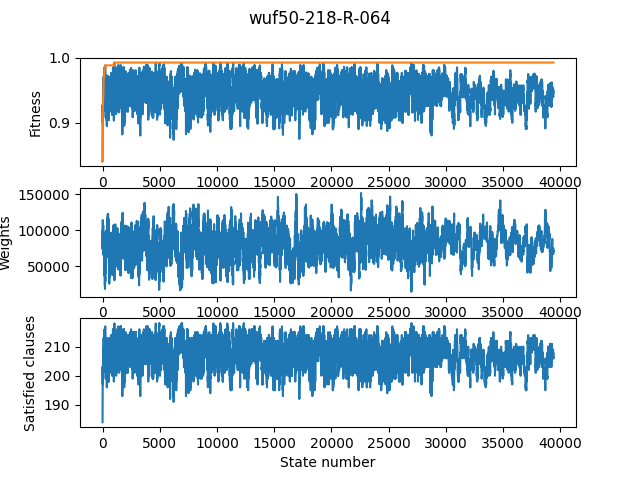 wuf50-218-R-064
1.0
0.9
Fitness
0 5000 10000 15000 20000 25000 30000 35000 40000
150000
100000
50000
Weights
0 5000 10000 15000 20000 25000 30000 35000 40000
210
200
190
Satisfied clauses
0 5000 10000 15000 20000 25000 30000 35000 40000
State number